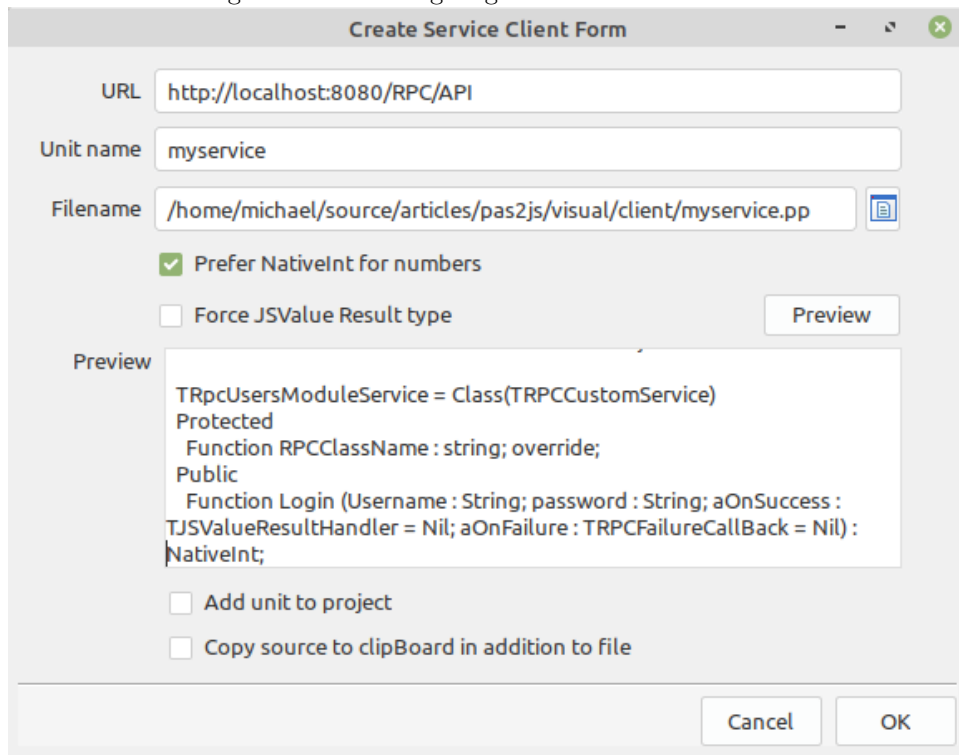 Create Service Client Form
URL http://localhost:8080/RPC/API
Unit name myservice
Filename /home/michael/source/articles/pas2js/visual/client/myservice.pp
Prefer NativeInt for numbers
Force JSValue Result type Preview
Preview
TRpcUsersModuleService = Class(TRPCCustomService)
Protected
Function RPCClassName : string; override;
Public
Function Login (Username : String; password : String; aOnSuccess :
TJSValueResultHandler = Nil; aOnFailure : TRPCFailureCallBack = Nil) :
NativeInt;
Add unit to project
Copy source to clipBoard in addition to file
Cancel OK